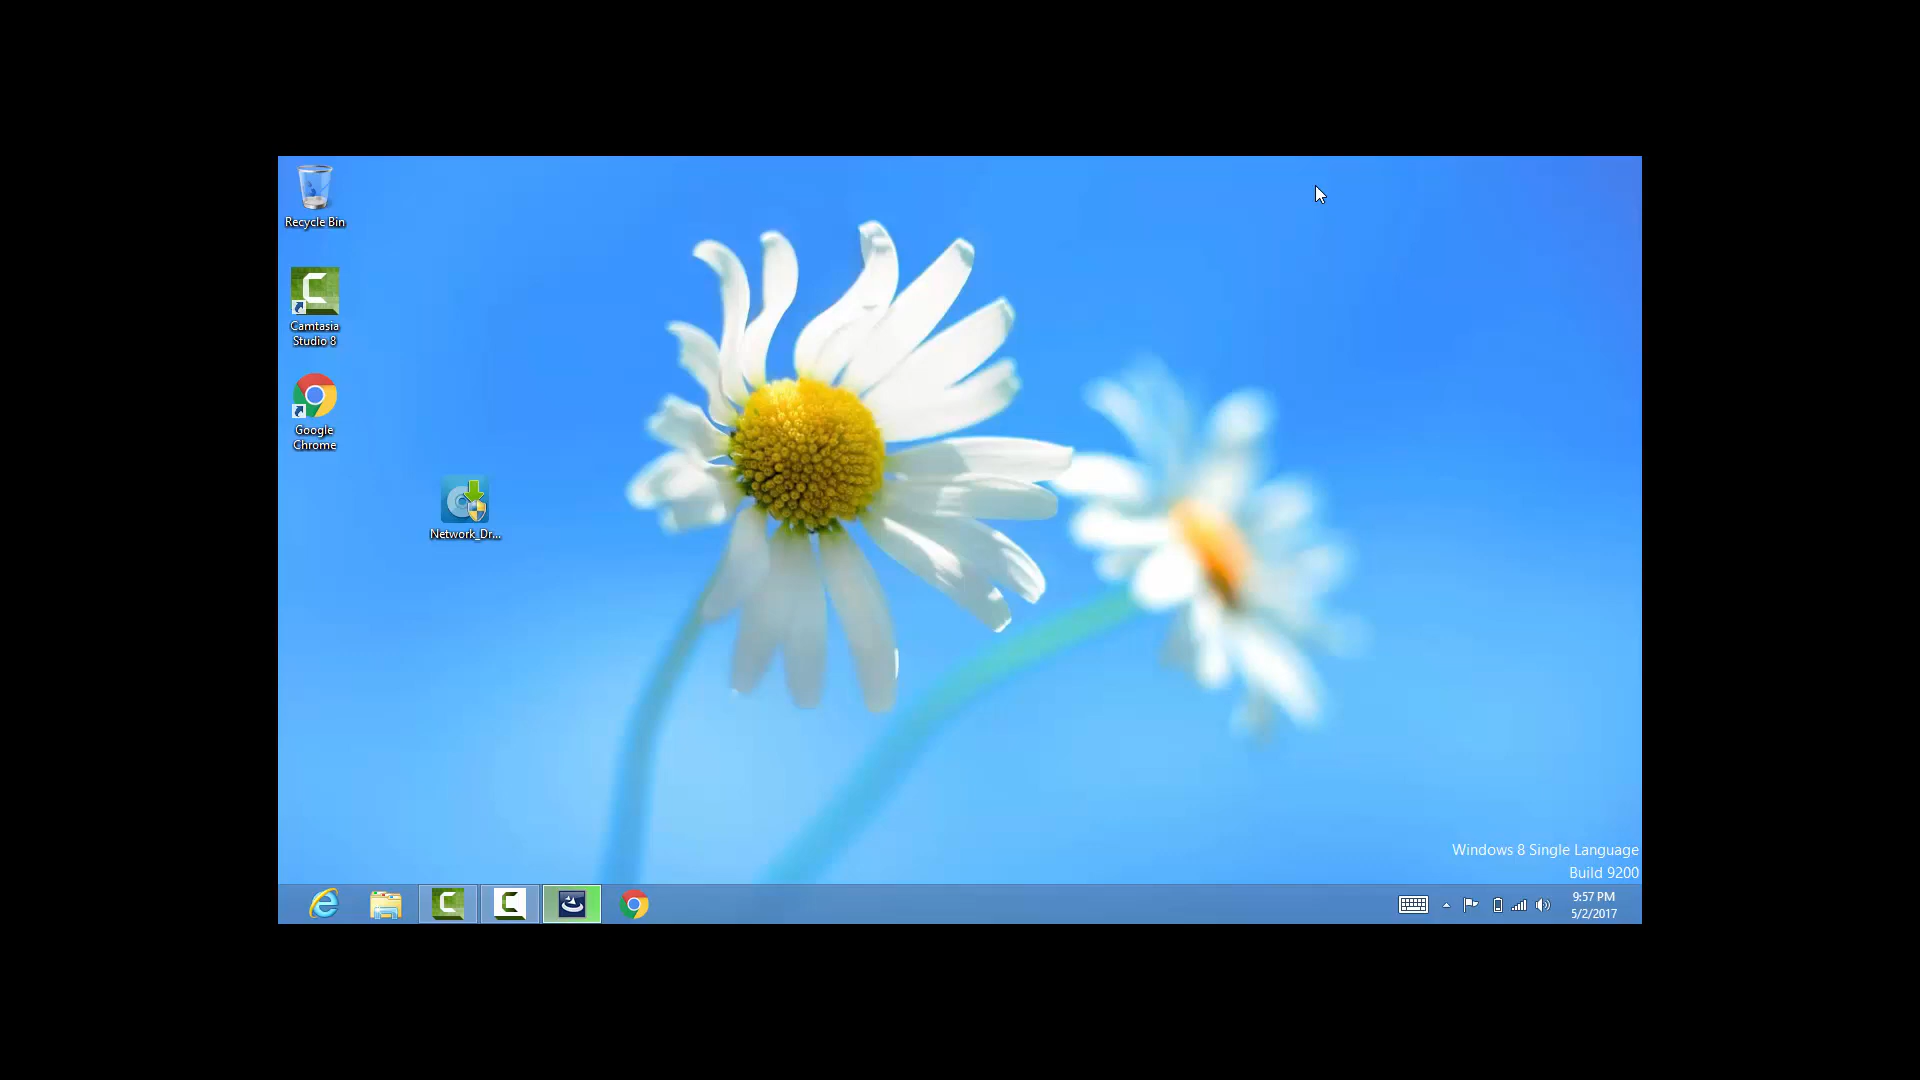 Recycle Bin
Camtasia
Studio 8
Google
Chrome
Network_Dr...
Windows 8 Single Language
Build 9200
9:57 PM
5/2/2017